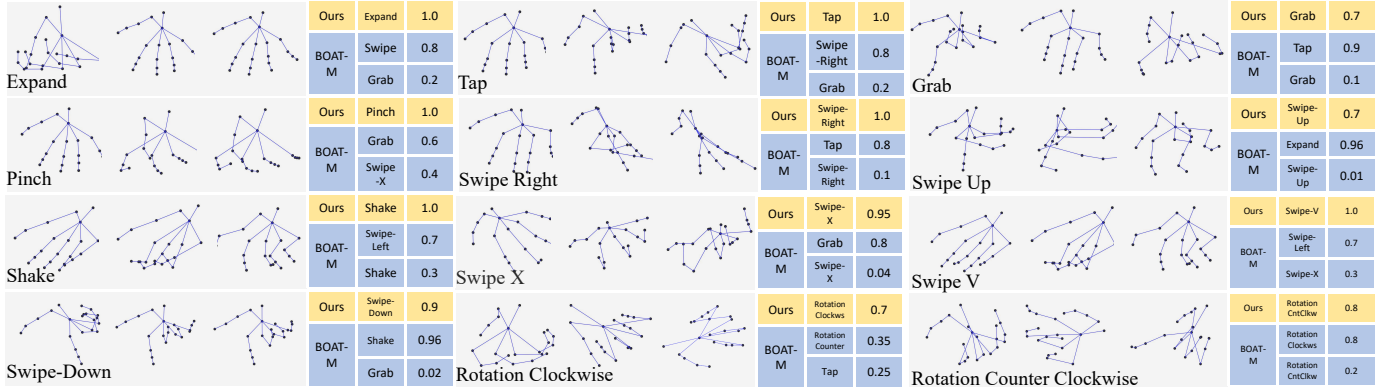 Expand
Ours Expand 1.0
BOAT-M Swipe 0.8
Grab 0.2
Tap
Ours Tap 1.0
BOAT-M Swipe-Right 0.8
Grab 0.2
Grab
Ours Grab 0.7
BOAT-M Tap 0.9
Grab 0.1
Pinch
Ours Pinch 1.0
BOAT-M Grab 0.6
Swipe-X 0.4
Swipe Right
Ours Swipe-Right 1.0
BOAT-M Tap 0.8
Swipe-Right 0.1
Swipe Up
Ours Swipe-Up 0.7
BOAT-M Expand 0.96
Swipe-Up 0.01
Shake
Ours Shake 1.0
BOAT-M Swipe-Left 0.7
Shake 0.3
Swipe X
Ours Swipe-X 0.95
BOAT-M Grab 0.8
Swipe-X 0.04
Swipe V
Ours Swipe-V 1.0
BOAT-M Swipe-Left 0.7
Swipe-X 0.3
Swipe-Down
Ours Swipe-Down 0.9
BOAT-M Shake 0.96
Grab 0.02
Rotation Clockwise
Ours Rotation Clockws 0.7
BOAT-M Rotation Counter 0.35
Tap 0.25
Rotation Counter Clockwise
Ours Rotation CntClkw 0.8
BOAT-M Rotation Clockws 0.8
Rotation CntClkw 0.2